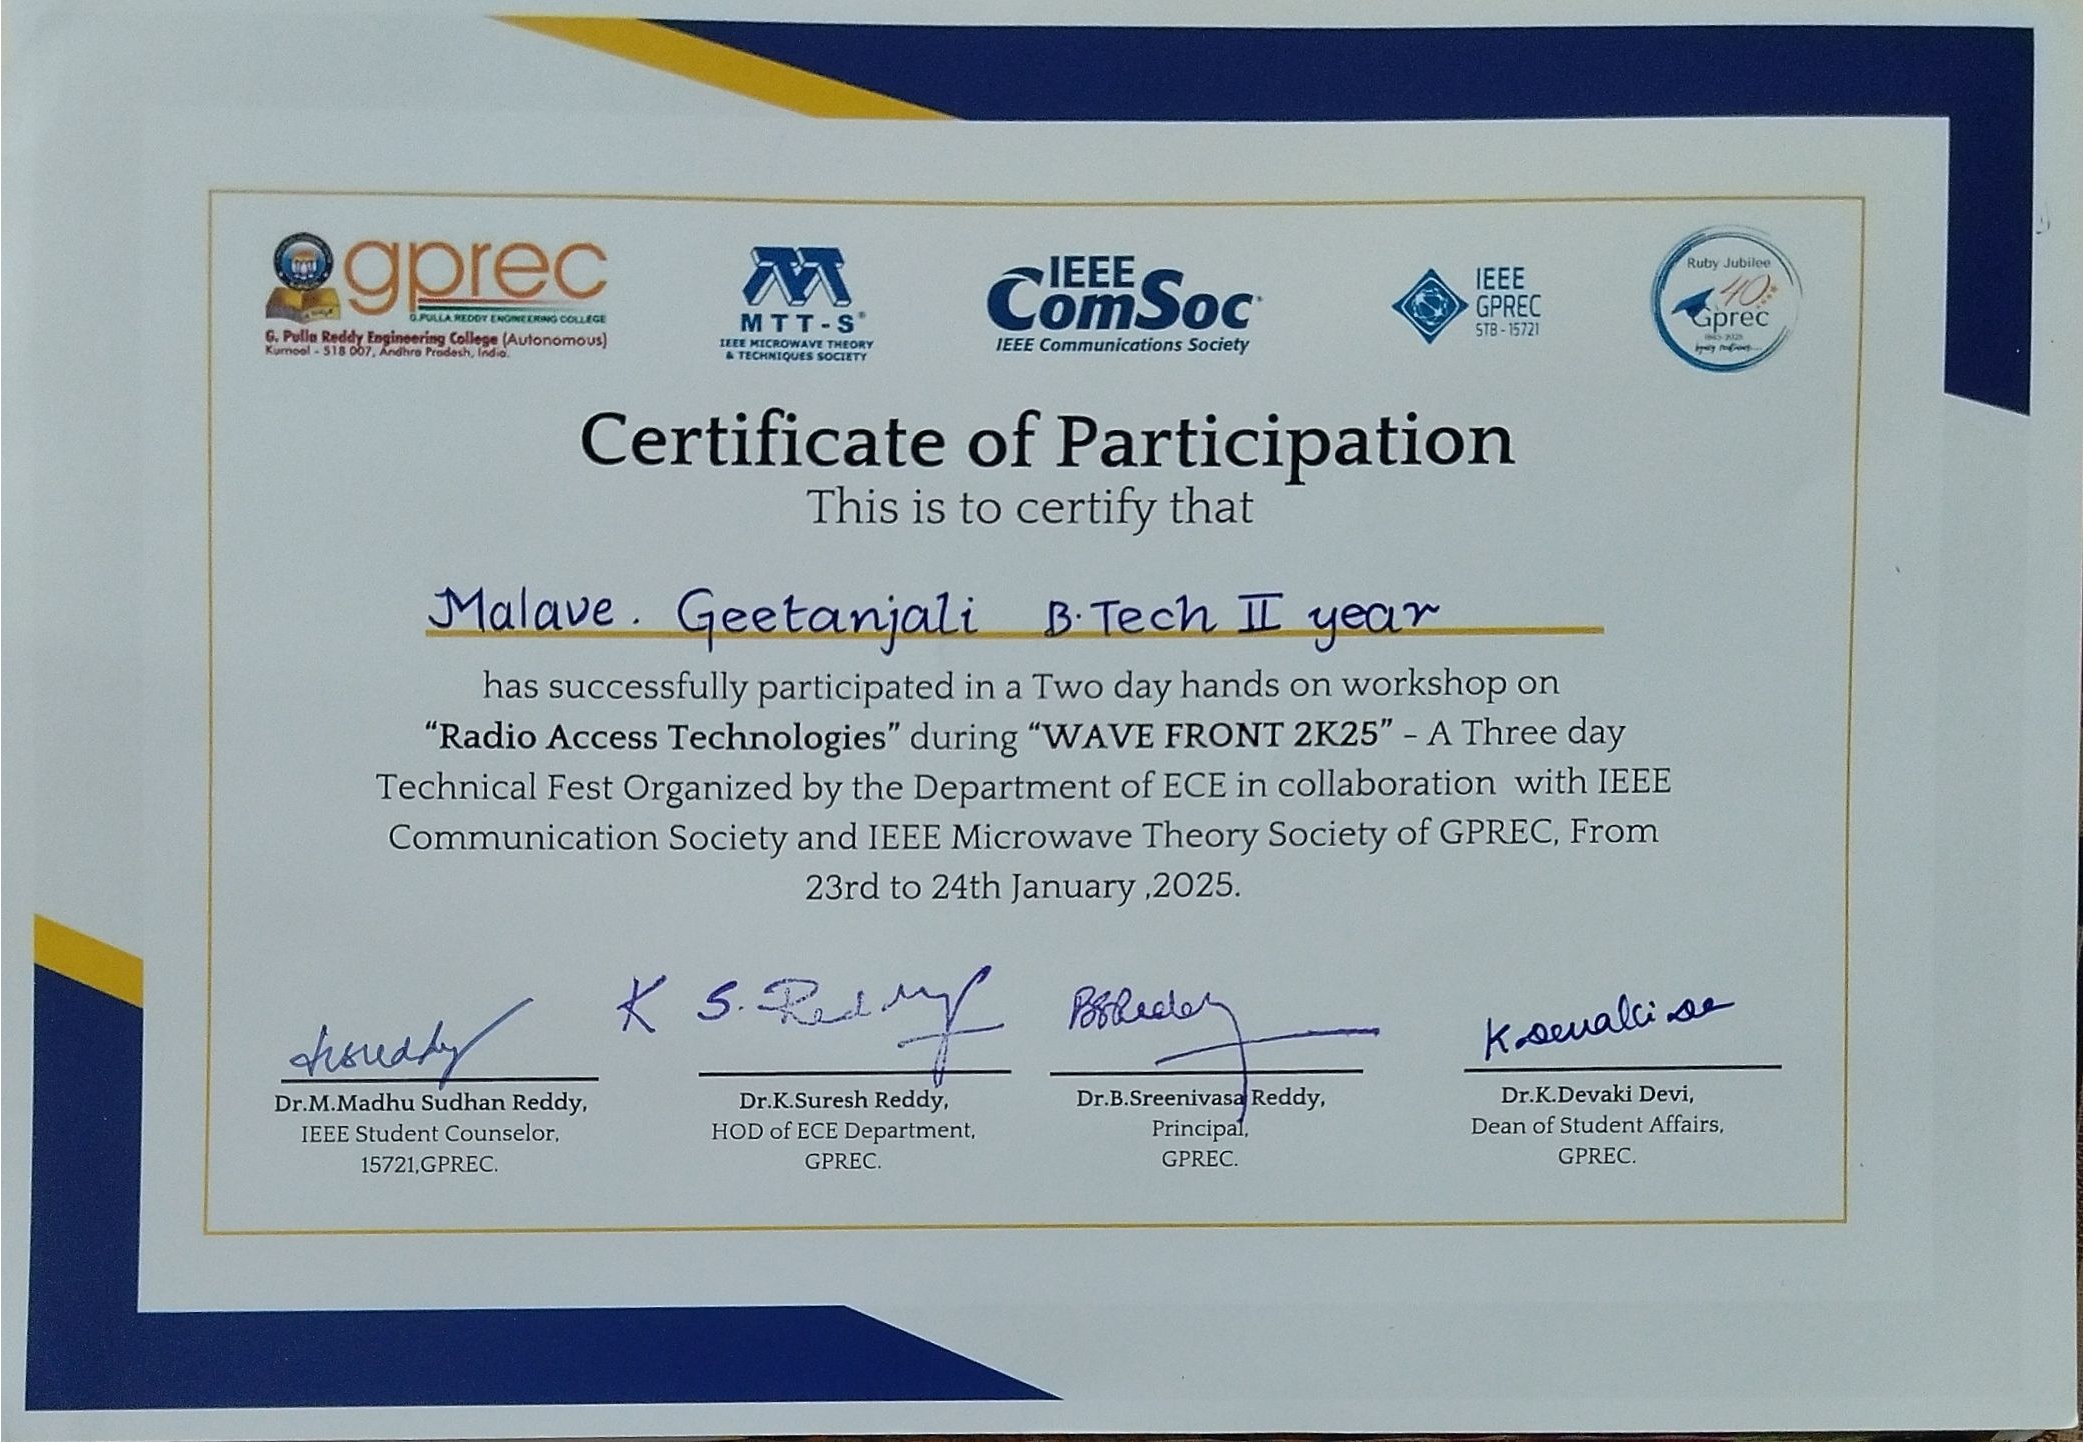 gprec
G.PULLA REDDY ENGINEERING COLLEGE
G. Pulla Reddy Engineering College (Autonomous)
Kurnool - 518 007, Andhra Pradesh, India.
MTT-S®
IEEE MICROWAVE THEORY
& TECHNIQUES SOCIETY
IEEE
ComSoc
IEEE Communications Society
IEEE
GPREC
STB - 15721
Ruby Jubilee
40
Gprec
Certificate of Participation
This is to certify that
Malave. Geetanjali B.Tech II year
has successfully participated in a Two day hands on workshop on
“Radio Access Technologies” during “WAVE FRONT 2K25” - A Three day
Technical Fest Organized by the Department of ECE in collaboration with IEEE
Communication Society and IEEE Microwave Theory Society of GPREC, From
23rd to 24th January ,2025.
K S. Reddy
Dr.M.Madhu Sudhan Reddy,
IEEE Student Counselor,
15721,GPREC.
Dr.K.Suresh Reddy,
HOD of ECE Department,
GPREC.
Dr.B.Sreenivasa Reddy,
Principal,
GPREC.
Dr.K.Devaki Devi,
Dean of Student Affairs,
GPREC.